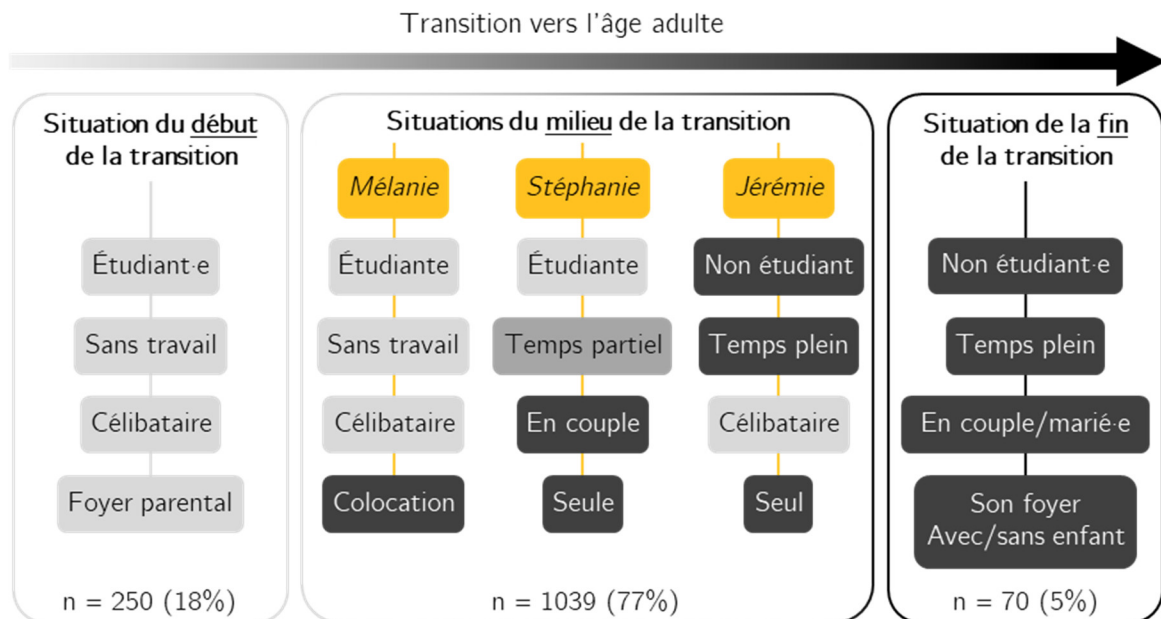 Transition vers l'âge adulte
Situation du début
de la transition
Étudiant·e
Sans travail
Célibataire
Foyer parental
n = 250 (18%)
Situations du milieu de la transition
Mélanie
Étudiante
Sans travail
Célibataire
Colocation
Stéphanie
Étudiante
Temps partiel
En couple
Seule
Jérémie
Non étudiant
Temps plein
Célibataire
Seul
n = 1039 (77%)
Situation de la fin
de la transition
Non étudiant·e
Temps plein
En couple/marié·e
Son foyer
Avec/sans enfant
n = 70 (5%)